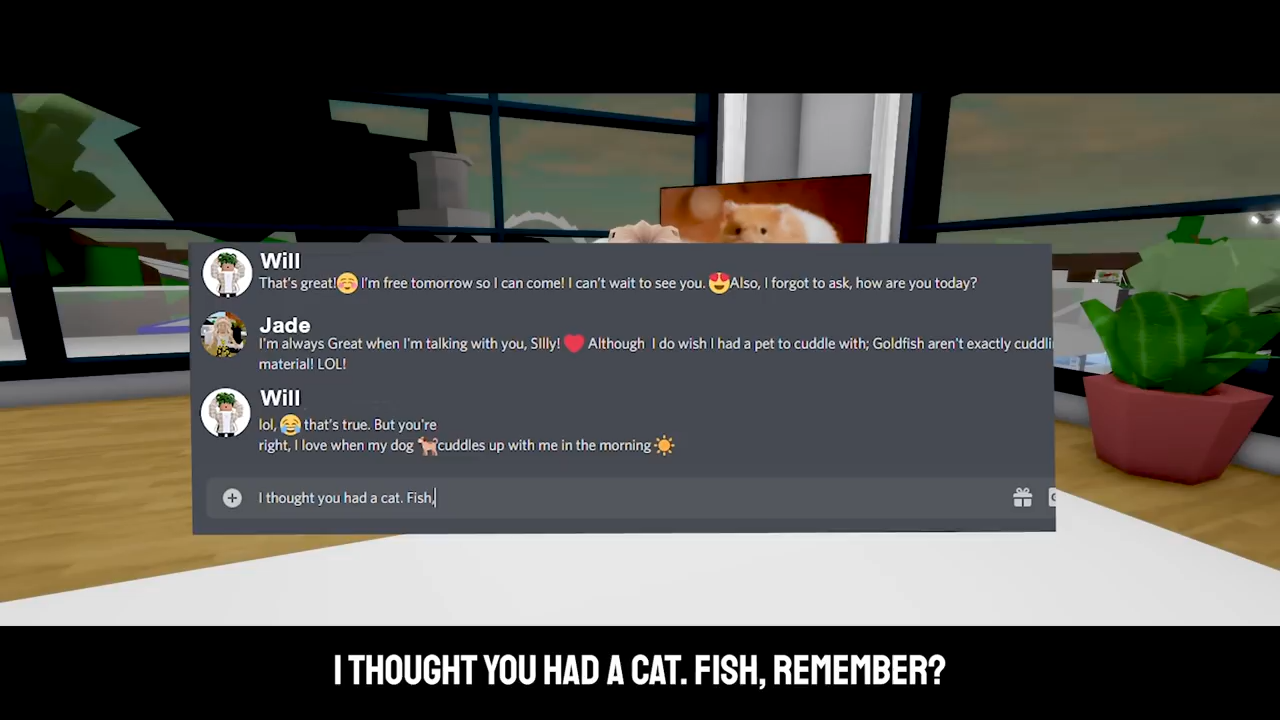 Will
That's great!☺️ I'm free tomorrow so I can come! I can't wait to see you. 😍Also, I forgot to ask, how are you today?
Jade
I'm always Great when I'm talking with you, SIlly! ❤️ Although I do wish I had a pet to cuddle with; Goldfish aren't exactly
material! LOL!
Will
lol, 😂 that's true. But you're
right, I love when my dog 🐕cuddles up with me in the morning ☀️
I thought you had a cat. Fish,
I THOUGHT YOU HAD A CAT. FISH, REMEMBER?